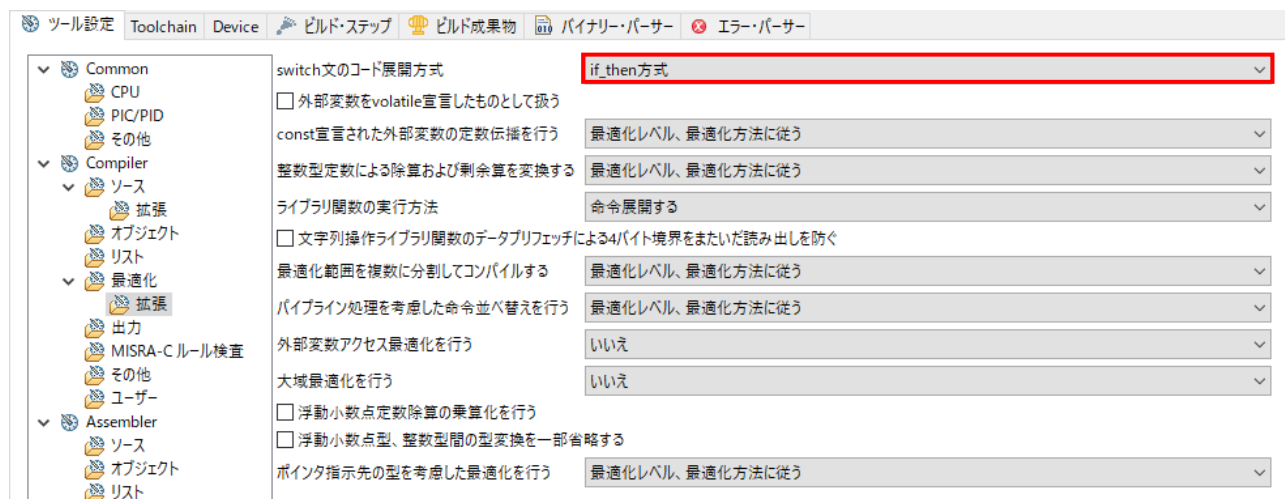 ツール設定 Toolchain Device ビルド・ステップ ビルド成果物 バイナリー・パーサー エラー・パーサー
Common
CPU
PIC/PID
その他
Compiler
ソース
拡張
オブジェクト
リスト
最適化
拡張
出力
MISRA-C ルール検査
その他
ユーザー
Assembler
ソース
オブジェクト
リスト
switch文のコード展開方式 if_then方式
外部変数をvolatile宣言したものとして扱う
const宣言された外部変数の定数伝播を行う 最適化レベル、最適化方法に従う
整数型定数による除算および剰余算を変換する 最適化レベル、最適化方法に従う
ライブラリ関数の実行方法 命令展開する
文字列操作ライブラリ関数のデータプリフェッチによる4バイト境界をまたいだ読み出しを防ぐ
最適化範囲を複数に分割してコンパイルする 最適化レベル、最適化方法に従う
パイプライン処理を考慮した命令並べ替えを行う 最適化レベル、最適化方法に従う
外部変数アクセス最適化を行う いいえ
大域最適化を行う いいえ
浮動小数点定数除算の乗算化を行う
浮動小数点型、整数型間の型変換を一部省略する
ポインタ指示先の型を考慮した最適化を行う 最適化レベル、最適化方法に従う